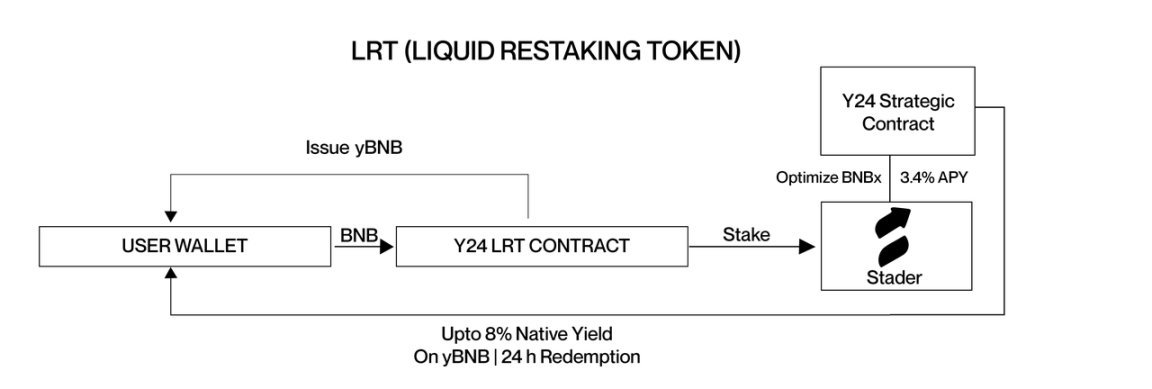 LRT (LIQUID RESTAKING TOKEN)
Y24 Strategic
Contract
Issue yBNB
Optimize BNBx
3.4% APY
USER WALLET
BNB
Y24 LRT CONTRACT
Stake
Stader
Upto 8% Native Yield
On yBNB | 24 h Redemption